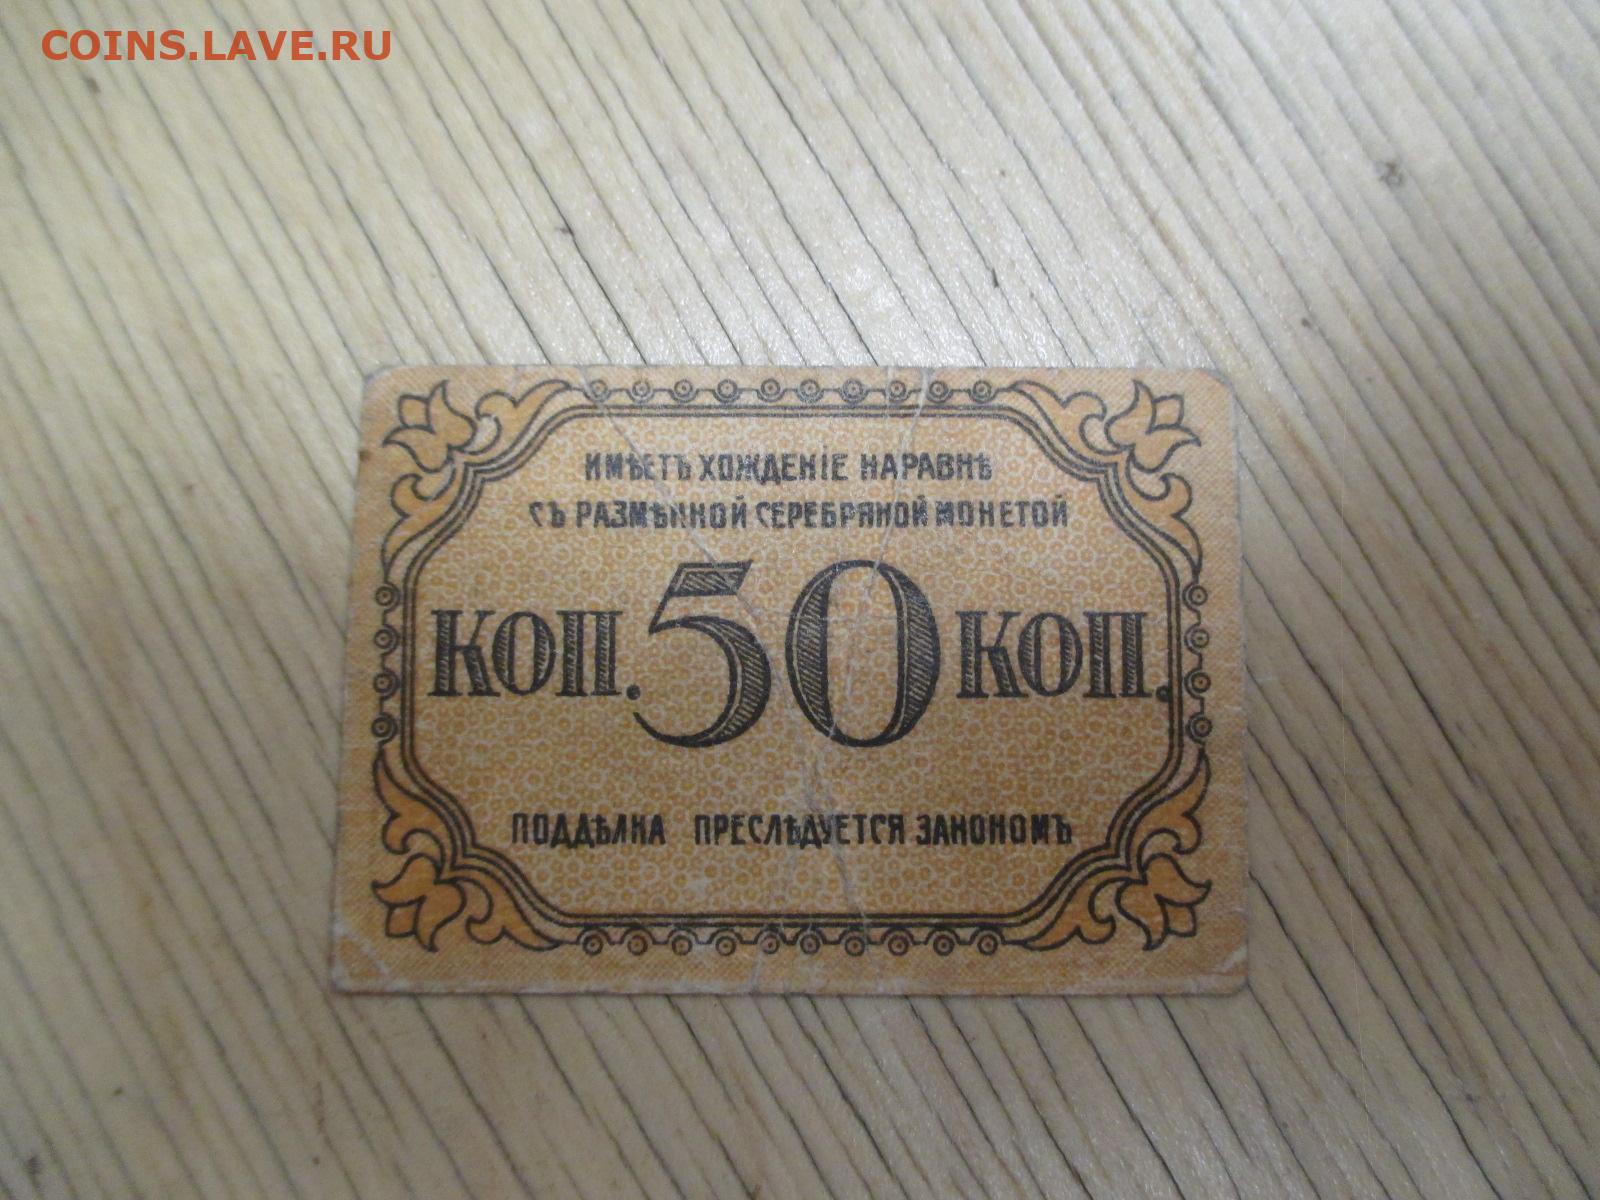 COINS.LAVE.RU
ИМѢЕТЪ ХОЖДЕНІЕ НАРАВНѢ
СЪ РАЗМѢННОЙ СЕРЕБРЯНОЙ МОНЕТОЙ
КОП. 50 КОП.
ПОДДѢЛКА ПРЕСЛѢДУЕТСЯ ЗАКОНОМЪ